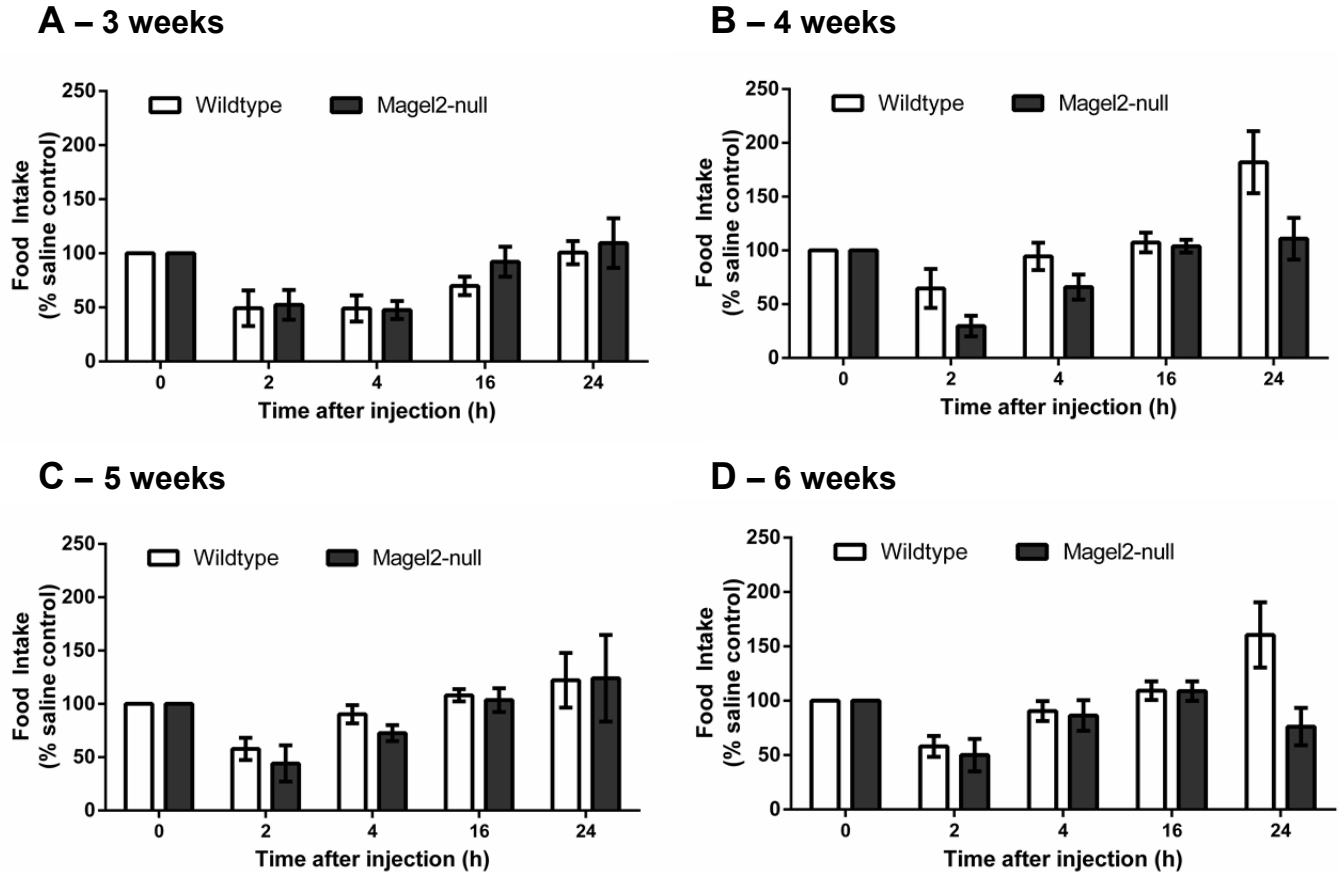 A – 3 weeks
250
200
150
100
50
0
Food Intake
(% saline control)
Wildtype
Magel2-null
0 2 4 16 24
Time after injection (h)
B – 4 weeks
250
200
150
100
50
0
Food Intake
(% saline control)
Wildtype
Magel2-null
0 2 4 16 24
Time after injection (h)
C – 5 weeks
250
200
150
100
50
0
Food Intake
(% saline control)
Wildtype
Magel2-null
0 2 4 16 24
Time after injection (h)
D – 6 weeks
250
200
150
100
50
0
Food Intake
(% saline control)
Wildtype
Magel2-null
0 2 4 16 24
Time after injection (h)